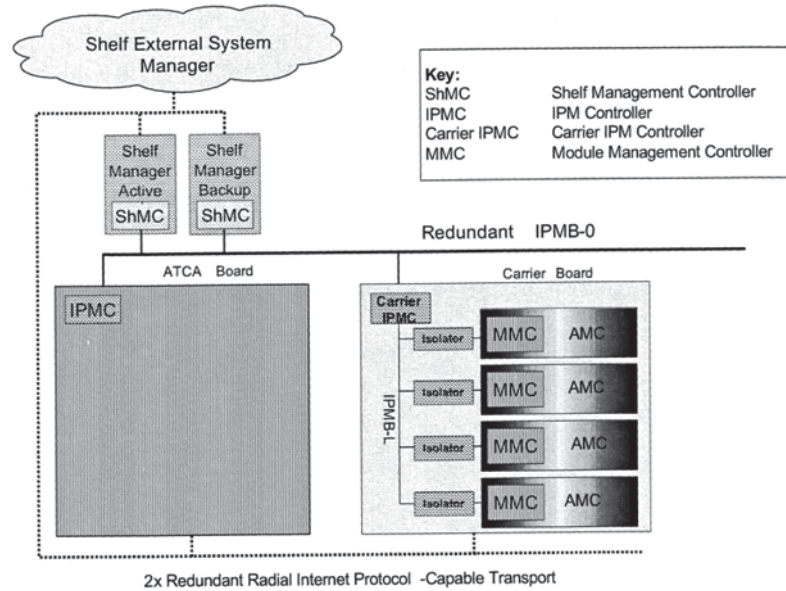 Shelf External System
Manager
Key:
ShMC Shelf Management Controller
IPMC IPM Controller
Carrier IPMC Carrier IPM Controller
MMC Module Management Controller
Shelf
Manager
Active
ShMC
Shelf
Manager
Backup
ShMC
Redundant IPMB-0
ATCA Board
IPMC
Carrier Board
Carrier
IPMC
IPMB-L
Isolator
MMC AMC
Isolator
MMC AMC
Isolator
MMC AMC
Isolator
MMC AMC
2x Redundant Radial Internet Protocol -Capable Transport